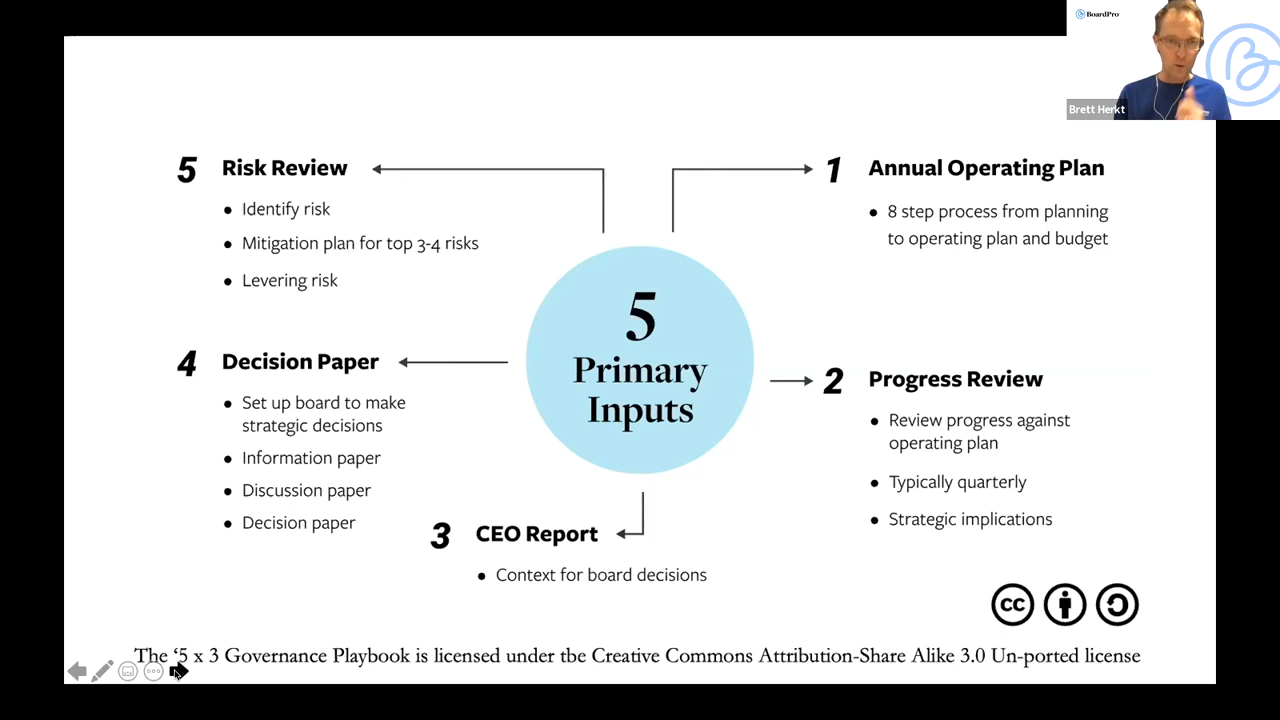 BoardPro
Brett Herkt
5 Risk Review
• Identify risk
• Mitigation plan for top 3-4 risks
• Levering risk
1 Annual Operating Plan
• 8 step process from planning
to operating plan and budget
5
Primary
Inputs
4 Decision Paper
• Set up board to make
strategic decisions
• Information paper
• Discussion paper
• Decision paper
2 Progress Review
• Review progress against
operating plan
• Typically quarterly
• Strategic implications
3 CEO Report
• Context for board decisions
cc
The ‘5 x 3 Governance Playbook is licensed under tbe Creative Commons Attribution-Share Alike 3.0 Un-ported license